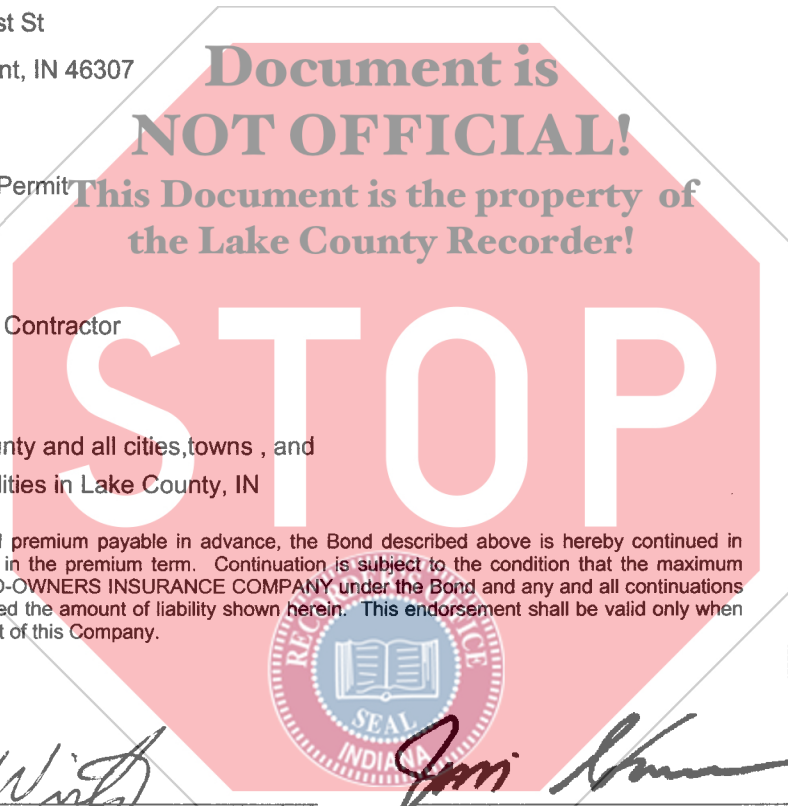 st St
Document is
nt, IN 46307
NOT OFFICIAL!
Permit
This Document is the property of
the Lake County Recorder!
Contractor
STOP
nty and all cities,towns , and
lities in Lake County, IN
premium payable in advance, the Bond described above is hereby continued in
in the premium term. Continuation is subject to the condition that the maximum
O-OWNERS INSURANCE COMPANY under the Bond and any and all continuations
ed the amount of liability shown herein. This endorsement shall be valid only when
t of this Company.
RECORDER'S OFFICE
SEAL
INDIANA